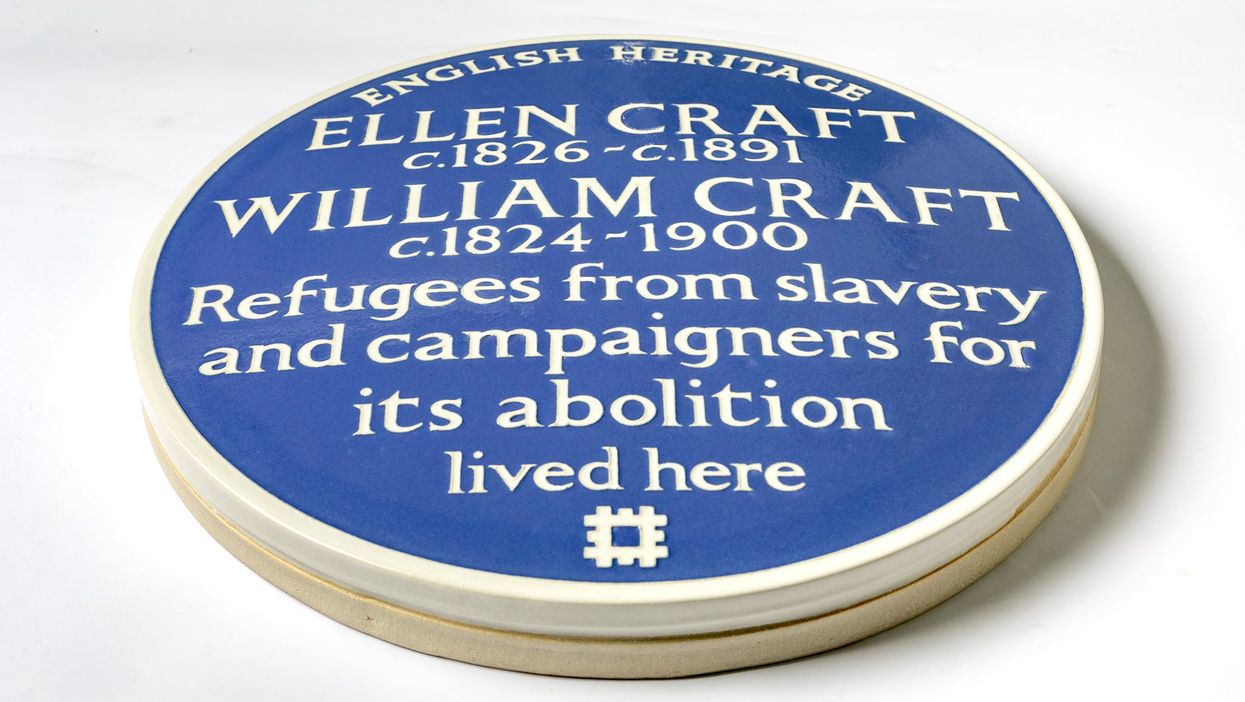 ENGLISH HERITAGE
ELLEN CRAFT
c.1826 - c.1891
WILLIAM CRAFT
c.1824 - 1900
Refugees from slavery
and campaigners for
its abolition
lived here